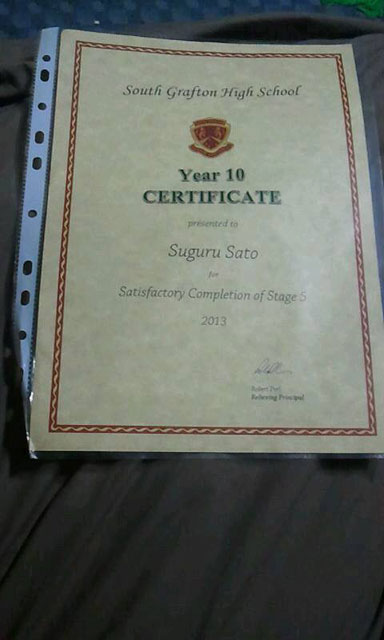 South Grafton High School
Year 10
CERTIFICATE
presented to
Suguru Sato
for
Satisfactory Completion of Stage 5
2013
Robert
Relieving Principal